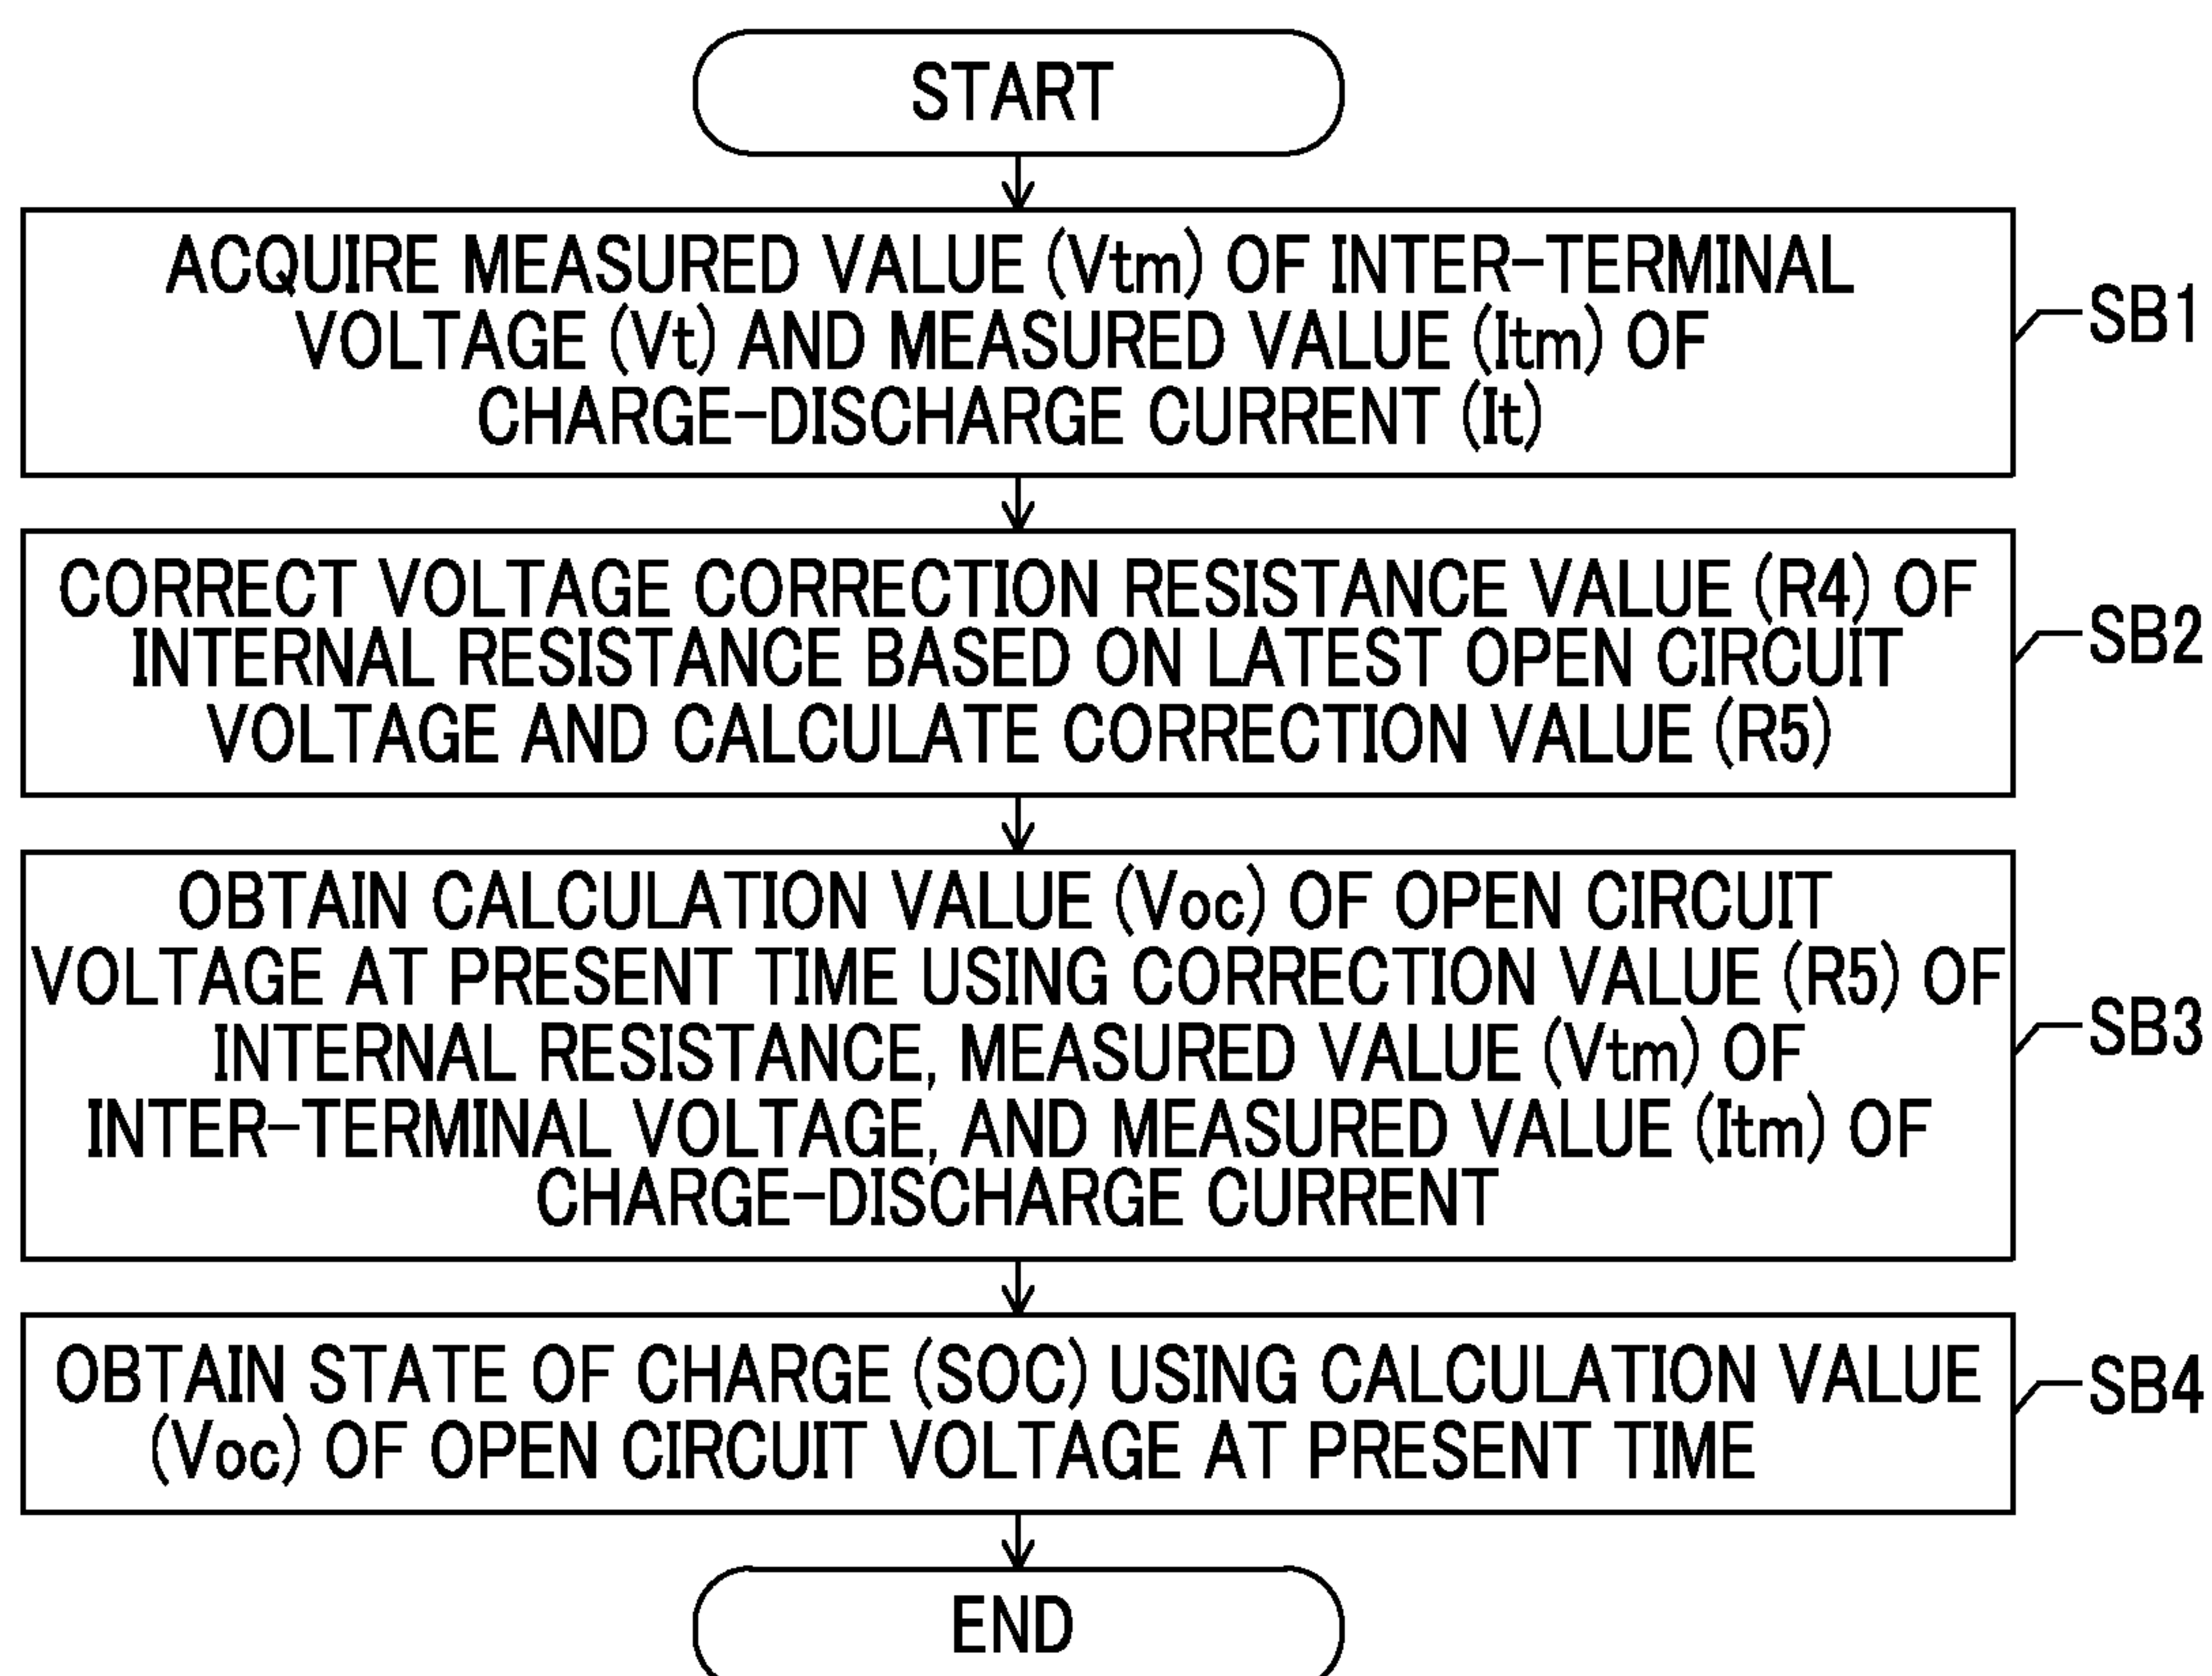 START
ACQUIRE MEASURED VALUE (Vtm) OF INTER-TERMINAL
VOLTAGE (Vt) AND MEASURED VALUE (Itm) OF
CHARGE-DISCHARGE CURRENT (It)
SB1
CORRECT VOLTAGE CORRECTION RESISTANCE VALUE (R4) OF
INTERNAL RESISTANCE BASED ON LATEST OPEN CIRCUIT
VOLTAGE AND CALCULATE CORRECTION VALUE (R5)
SB2
OBTAIN CALCULATION VALUE (Voc) OF OPEN CIRCUIT
VOLTAGE AT PRESENT TIME USING CORRECTION VALUE (R5) OF
INTERNAL RESISTANCE, MEASURED VALUE (Vtm) OF
INTER-TERMINAL VOLTAGE, AND MEASURED VALUE (Itm) OF
CHARGE-DISCHARGE CURRENT
SB3
OBTAIN STATE OF CHARGE (SOC) USING CALCULATION VALUE
(Voc) OF OPEN CIRCUIT VOLTAGE AT PRESENT TIME
SB4
END